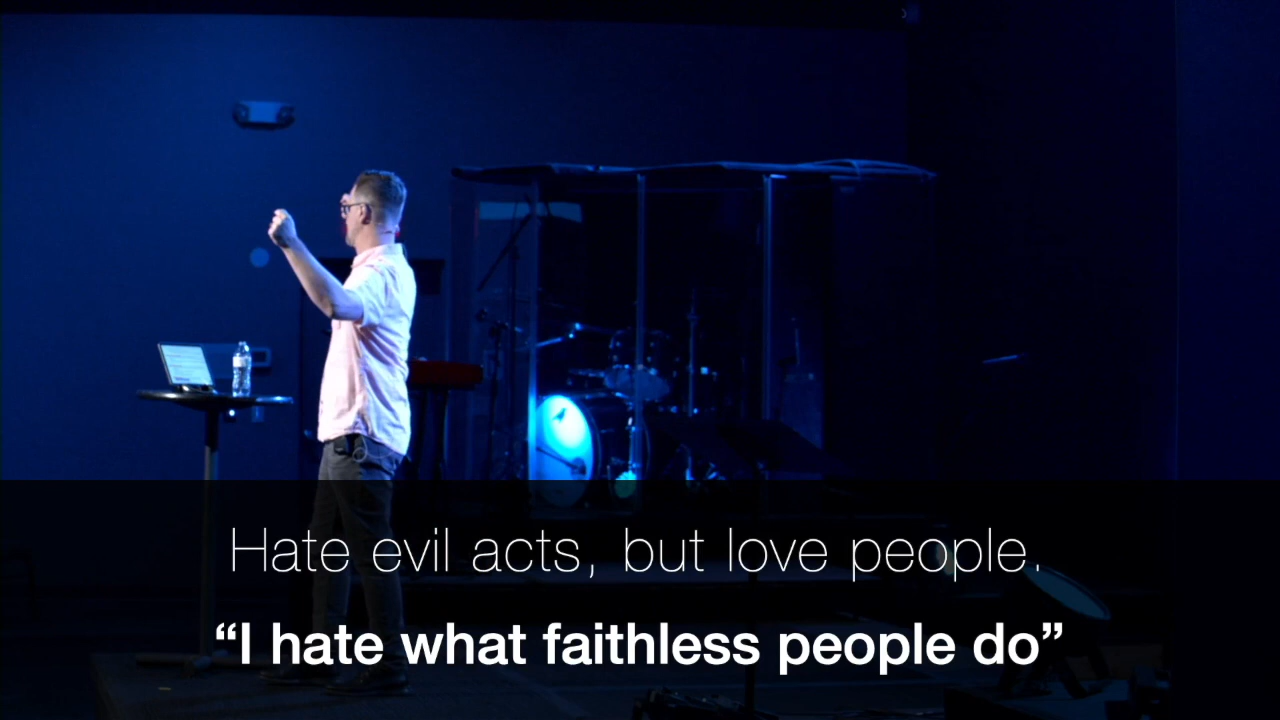 Hate evil acts, but love people.
“I hate what faithless people do”